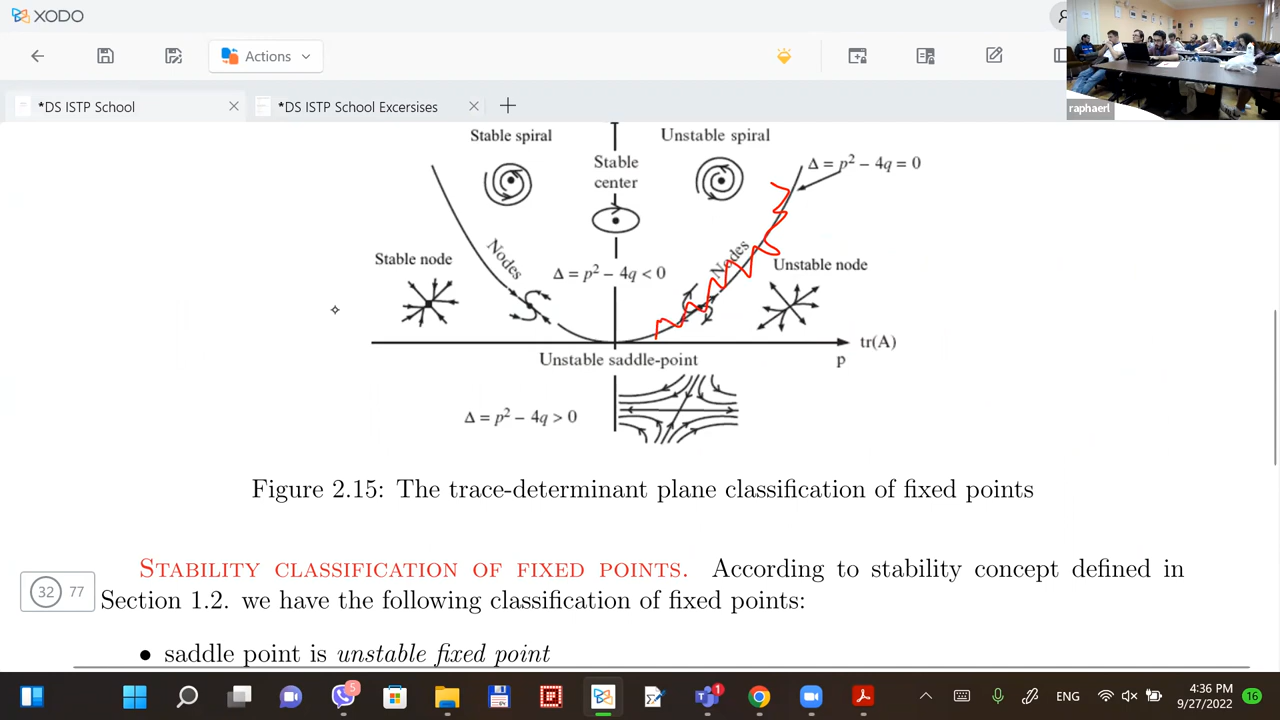 XODO
Actions
*DS ISTP School
*DS ISTP School Excersises
raphaerl
Stable spiral
Unstable spiral
Stable
center
Δ = p² − 4q = 0
Nodes
Nodes
Stable node
Δ = p² − 4q < 0
Unstable node
tr(A)
p
Unstable saddle-point
Δ = p² − 4q > 0
Figure 2.15: The trace-determinant plane classification of fixed points
STABILITY CLASSIFICATION OF FIXED POINTS. According to stability concept defined in
Section 1.2. we have the following classification of fixed points:
• saddle point is unstable fixed point
32 77
5
1
ENG
4:36 PM
9/27/2022
16